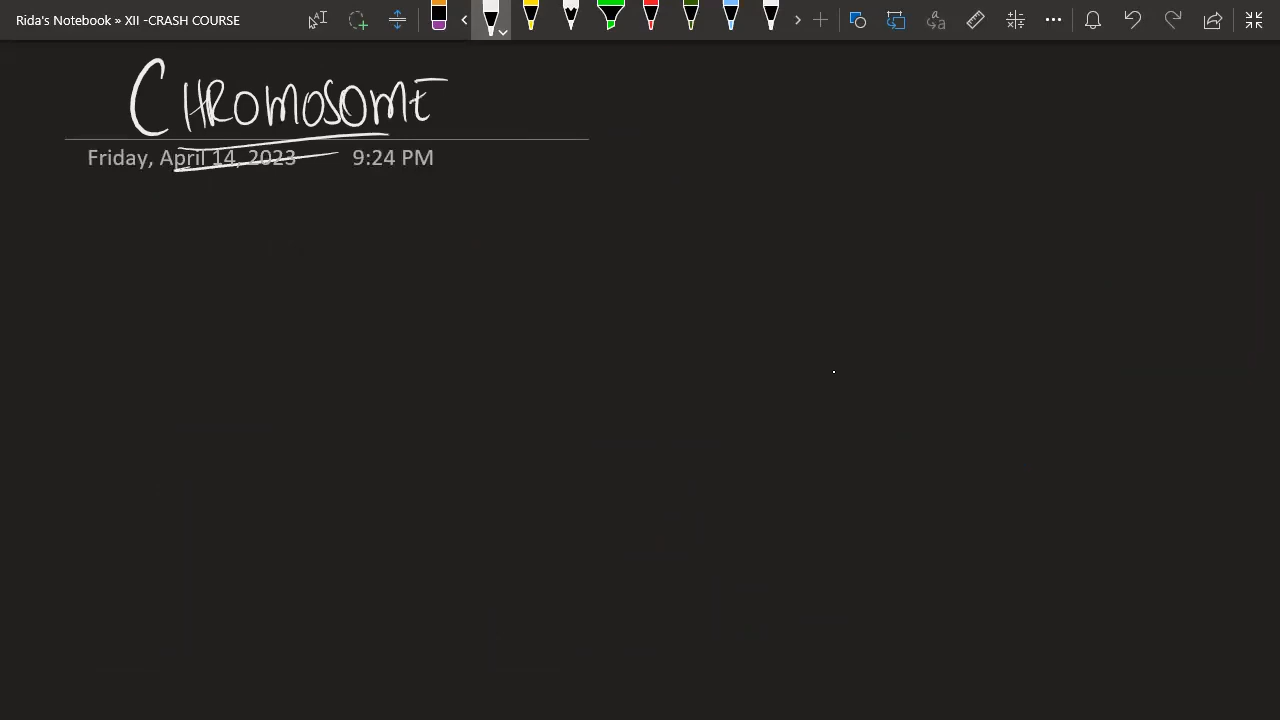 Rida's Notebook » XII -CRASH COURSE
CHROMOSOME
Friday, April 14, 2023 9:24 PM